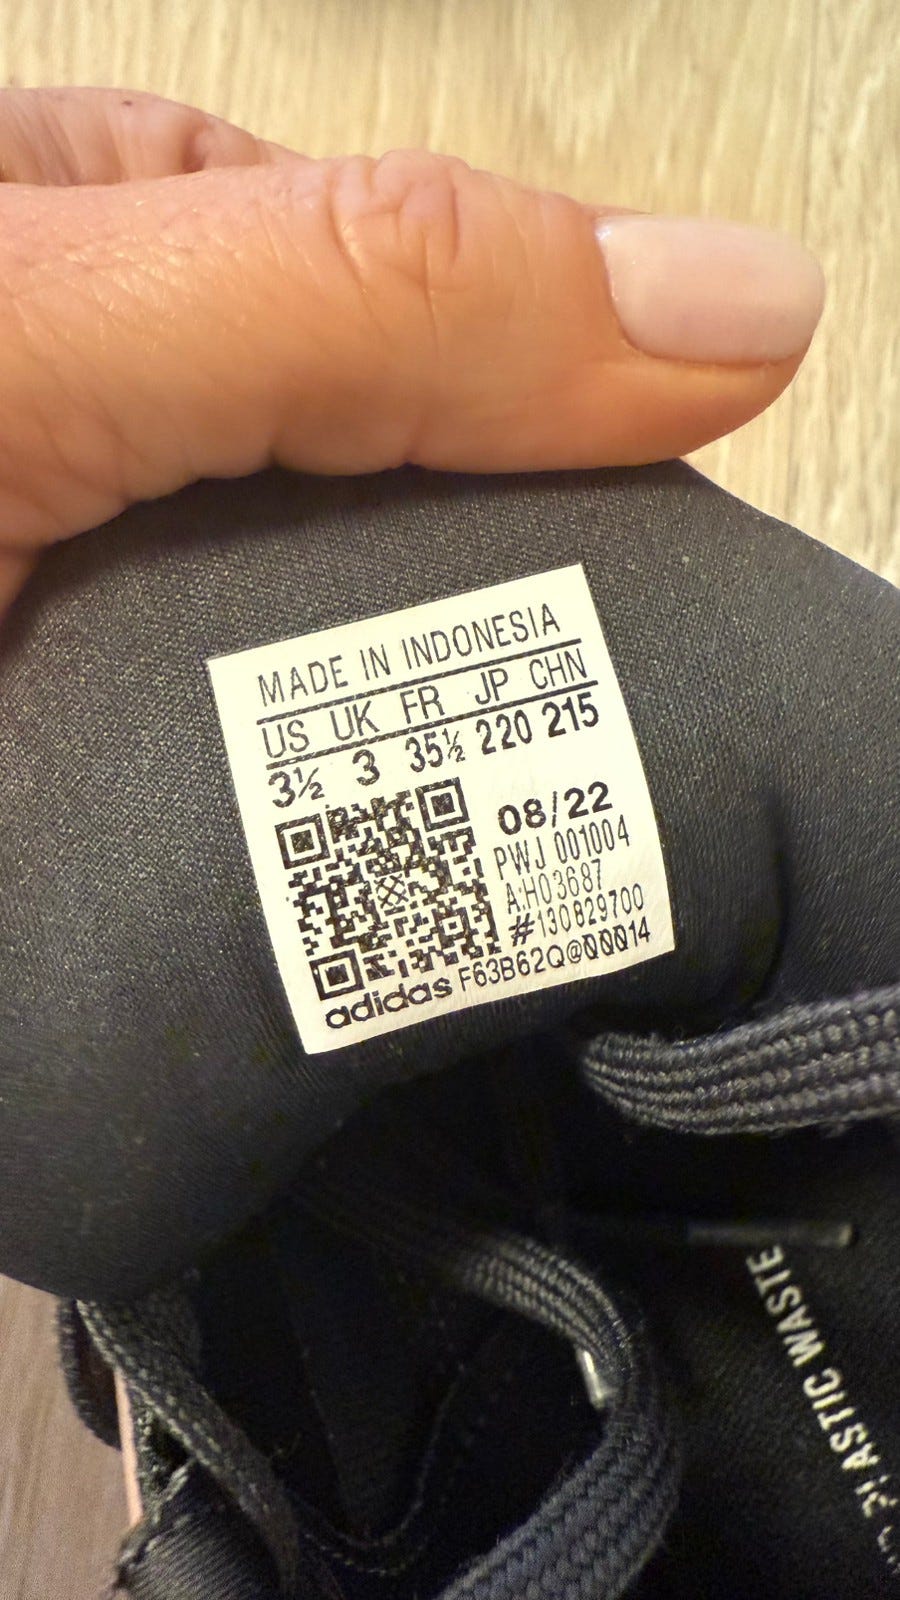 MADE IN INDONESIA
US UK FR JP CHN
3½ 3 35½ 220 215
08/22
PWJ 001004
A:H03687
#130829700
adidas F63B62Q@00014
PLASTIC WASTE